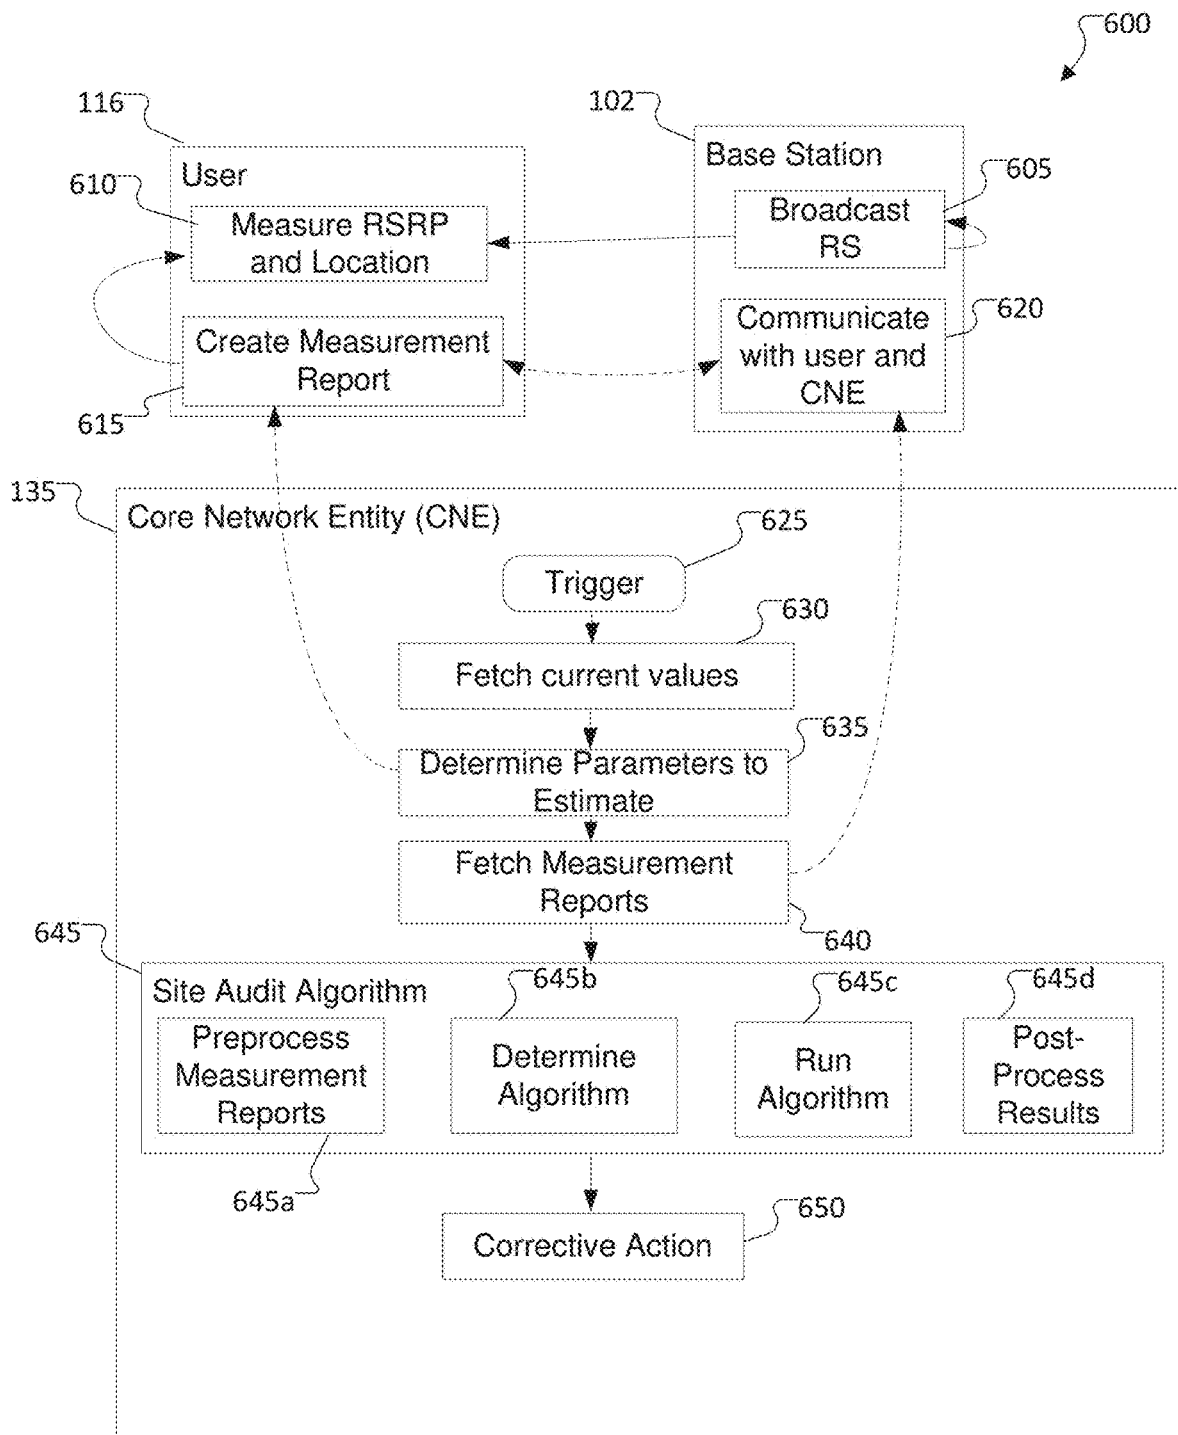 600
116
102
User
Base Station
610
605
Measure RSRP
and Location
Broadcast
RS
620
Create Measurement
Report
Communicate
with user and
CNE
615
135
Core Network Entity (CNE)
625
Trigger
630
Fetch current values
635
Determine Parameters to
Estimate
Fetch Measurement
Reports
640
645
Site Audit Algorithm
645b
645c
645d
Preprocess
Measurement
Reports
Determine
Algorithm
Run
Algorithm
Post-
Process
Results
645a
650
Corrective Action